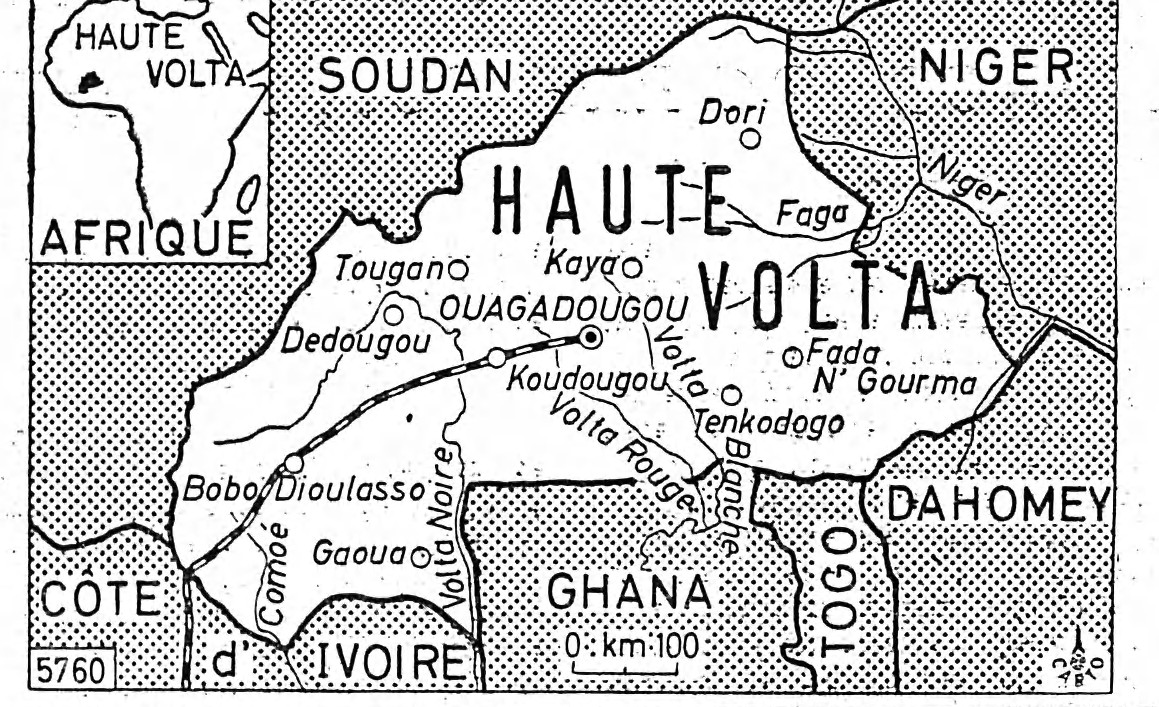 HAUTE
VOLTA
AFRIQUE
SOUDAN
NIGER
Dori
HAUTE
Niger
Faga
Tougan
Kaya
VOLTA
OUAGADOUGOU
Dedougou
Koudougou
Volta
Blanche
Fada
N'Gourma
Tenkodogo
Volta Rouge
Bobo Dioulasso
Volta Noire
Comoé
Gaoua
DAHOMEY
CÔTE
d'
IVOIRE
GHANA
TOGO
0 km 100
5760